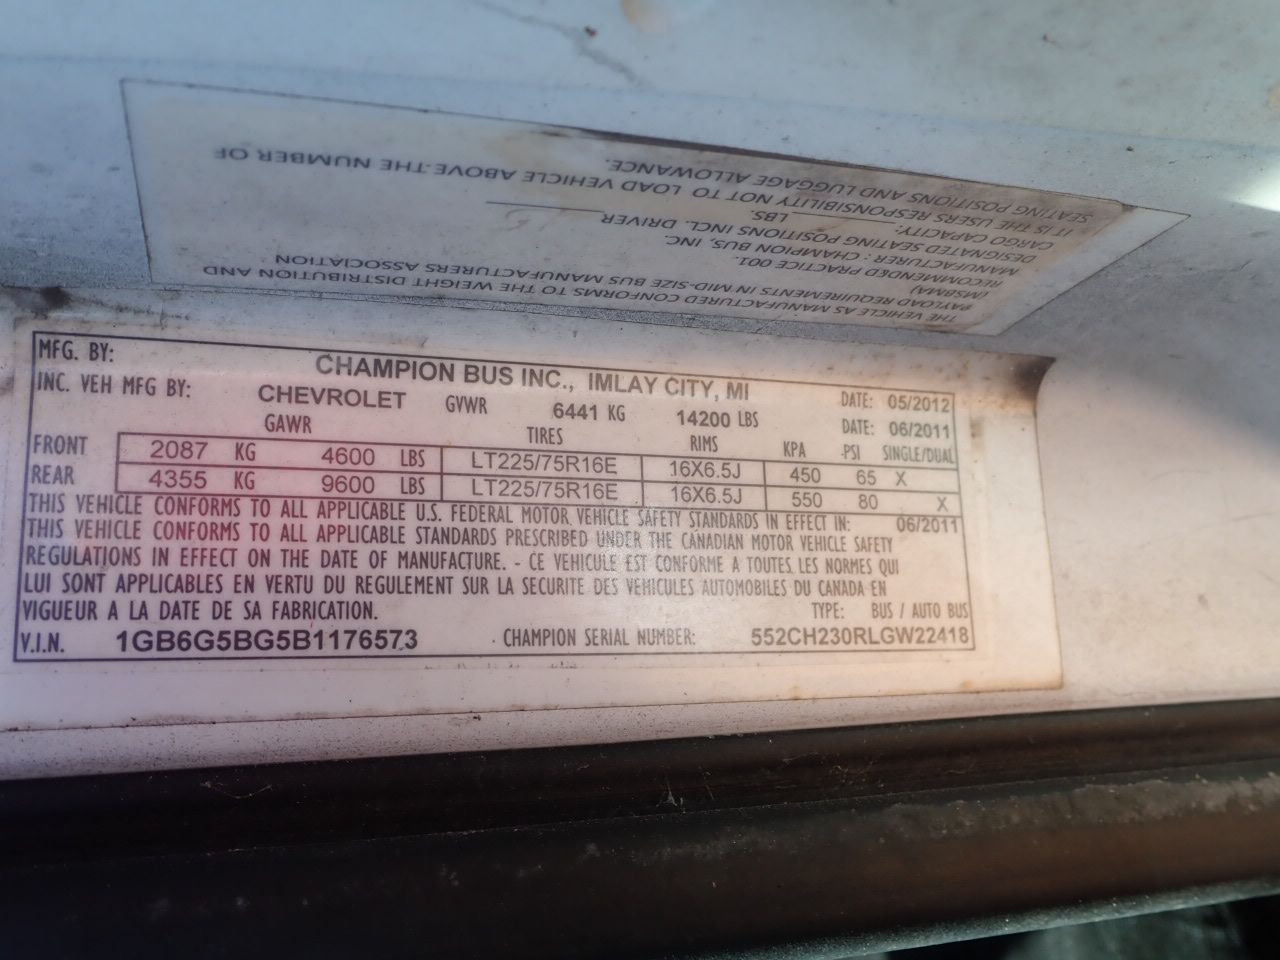 THE VEHICLE AS MANUFACTURED CONFORMS TO THE WEIGHT DISTRIBUTION AND
PAYLOAD REQUIREMENTS IN MID-SIZE BUS MANUFACTURERS ASSOCIATION
(MSBMA)
RECOMMENDED PRACTICE 001.
MANUFACTURER : CHAMPION BUS, INC.
DESIGNATED SEATING POSITIONS INCL. DRIVER
CARGO CAPACITY: LBS.
IT IS THE USERS RESPONSIBILITY NOT TO LOAD VEHICLE ABOVE THE NUMBER OF
SEATING POSITIONS AND LUGGAGE ALLOWANCE.
MFG. BY: CHAMPION BUS INC., IMLAY CITY, MI DATE: 05/2012
INC. VEH MFG BY: CHEVROLET GVWR 6441 KG 14200 LBS DATE: 06/2011
GAWR TIRES RIMS KPA PSI SINGLE/DUAL
FRONT 2087 KG 4600 LBS LT225/75R16E 16X6.5J 450 65 X
REAR 4355 KG 9600 LBS LT225/75R16E 16X6.5J 550 80 X
THIS VEHICLE CONFORMS TO ALL APPLICABLE U.S. FEDERAL MOTOR VEHICLE SAFETY STANDARDS IN EFFECT IN: 06/2011
THIS VEHICLE CONFORMS TO ALL APPLICABLE STANDARDS PRESCRIBED UNDER THE CANADIAN MOTOR VEHICLE SAFETY
REGULATIONS IN EFFECT ON THE DATE OF MANUFACTURE. - CE VEHICULE EST CONFORME A TOUTES LES NORMES QUI
LUI SONT APPLICABLES EN VERTU DU REGULEMENT SUR LA SECURITE DES VEHICULES AUTOMOBILES DU CANADA EN
VIGUEUR A LA DATE DE SA FABRICATION. TYPE: BUS / AUTO BUS
V.I.N. 1GB6G5BG5B1176573 CHAMPION SERIAL NUMBER: 552CH230RLGW22418